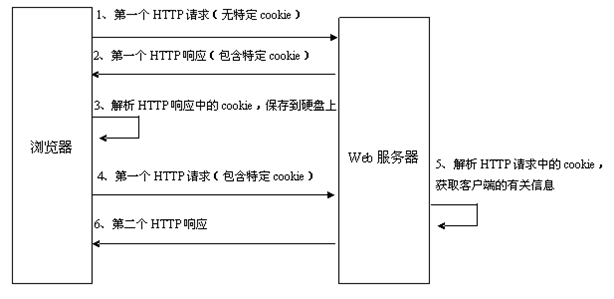 1、第一个 HTTP 请求（无特定 cookie）
2、第一个 HTTP 响应（包含特定 cookie）
3、解析 HTTP 响应中的 cookie，保存到硬盘上
浏览器
Web 服务器
4、第一个 HTTP 请求（包含特定 cookie）
5、解析 HTTP 请求中的 cookie，
获取客户端的有关信息
6、第二个 HTTP 响应